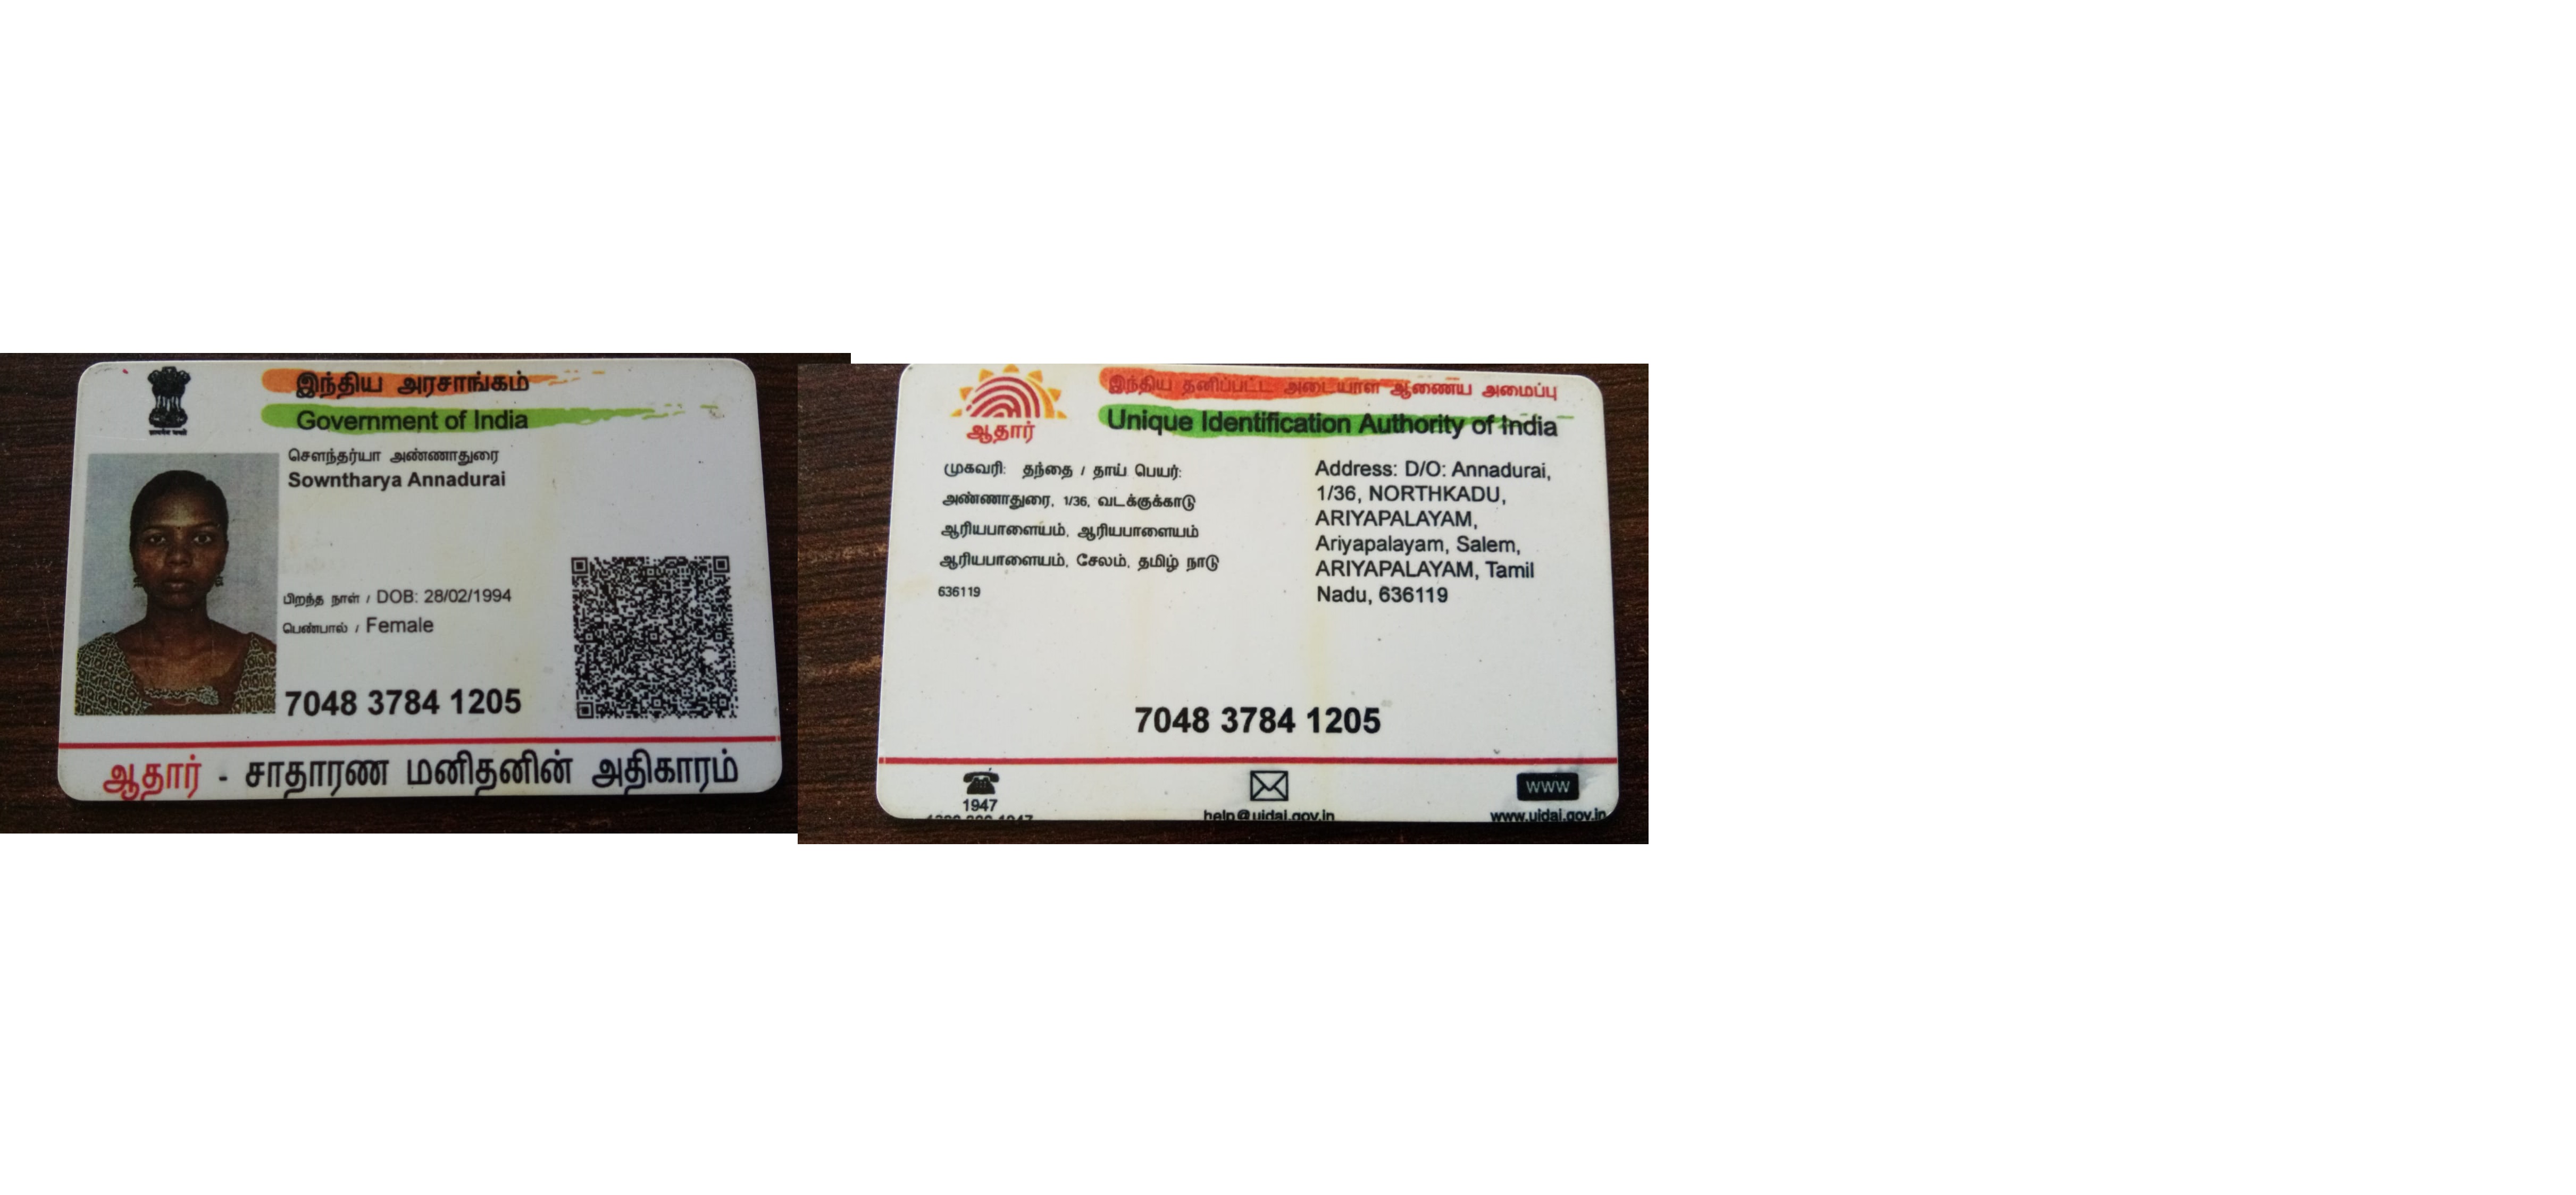 இந்திய அரசாங்கம்
Government of India
சௌந்தர்யா அண்ணாதுரை
Sowntharya Annadurai
பிறந்த நாள் / DOB: 28/02/1994
பெண்பால் / Female
7048 3784 1205
ஆதார் - சாதாரண மனிதனின் அதிகாரம்
ஆதார்
இந்திய தனிப்பட்ட அடையாள ஆணைய அமைப்பு
Unique Identification Authority of India
முகவரி: தந்தை / தாய் பெயர்:
அண்ணாதுரை, 1/36, வடக்குக்காடு
ஆரியபாளையம், ஆரியபாளையம்
ஆரியபாளையம், சேலம், தமிழ் நாடு
636119
Address: D/O: Annadurai,
1/36, NORTHKADU,
ARIYAPALAYAM,
Ariyapalayam, Salem,
ARIYAPALAYAM, Tamil
Nadu, 636119
7048 3784 1205
1947
help@uidai.gov.in
WWW
www.uidai.gov.in